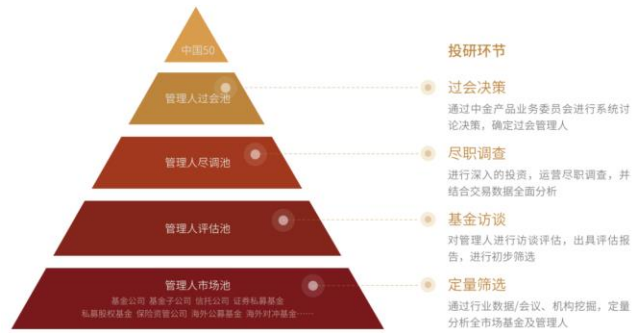 中国50
管理人过会池
管理人尽调池
管理人评估池
管理人市场池
基金公司 基金子公司 信托公司 证券私募基金
私募股权基金 保险资管公司 海外公募基金 海外对冲基金……
投研环节
过会决策
通过中金产品业务委员会进行系统讨
论决策，确定过会管理人
尽职调查
进行深入的投资，运营尽职调查，并
结合交易数据全面分析
基金访谈
对管理人进行访谈评估，出具评估报
告，进行初步筛选
定量筛选
通过行业数据/会议、机构挖掘，定量
分析全市场基金及管理人